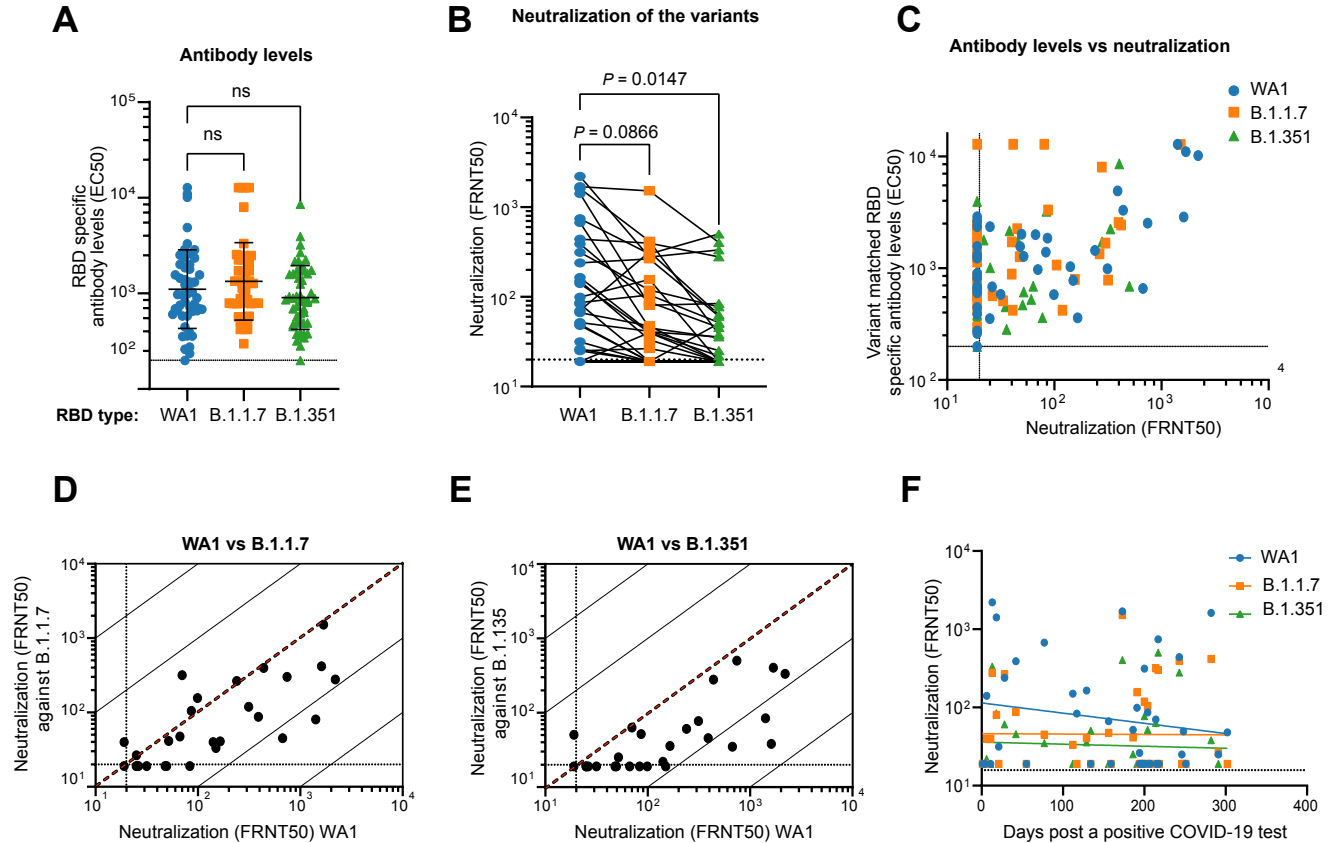 A
Antibody levels
RBD specific
antibody levels (EC50)
10^5
10^4
10^3
10^2
ns
ns
RBD type:
WA1
B.1.1.7
B.1.351
B
Neutralization of the variants
P = 0.0147
P = 0.0866
Neutralization (FRNT50)
10^4
10^3
10^2
10^1
WA1
B.1.1.7
B.1.351
C
Antibody levels vs neutralization
WA1
B.1.1.7
B.1.351
Variant matched RBD
specific antibody levels (EC50)
10^4
10^3
10^2
10^1
10^2
10^3
10
4
Neutralization (FRNT50)
D
WA1 vs B.1.1.7
Neutralization (FRNT50)
against B.1.1.7
10^4
10^3
10^2
10^1
10^1
10^2
10^3
10^4
Neutralization (FRNT50) WA1
E
WA1 vs B.1.351
Neutralization (FRNT50)
against B.1.135
10^4
10^3
10^2
10^1
10^1
10^2
10^3
10^4
Neutralization (FRNT50) WA1
F
WA1
B.1.1.7
B.1.351
Neutralization (FRNT50)
10^4
10^3
10^2
10^1
0
100
200
300
400
Days post a positive COVID-19 test